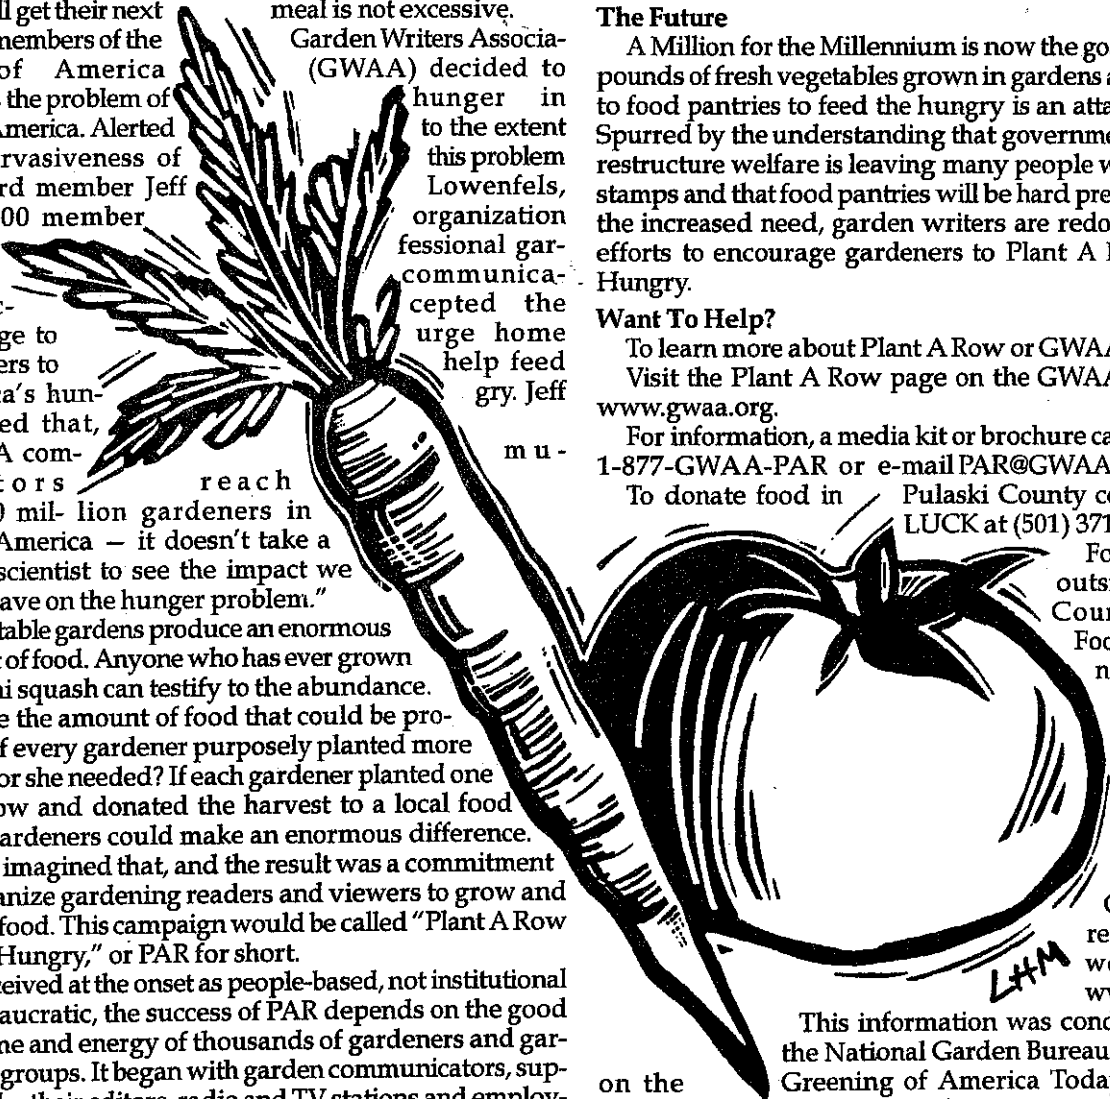 ll get their next meal is not excessive.
members of the Garden Writers Associa-
of America (GWAA) decided to
the problem of hunger in
America. Alerted to the extent
rvasiveness of this problem
rd member Jeff Lowenfels,
00 member organization
fessional gar-
communica-
cepted the
ge to urge home
ers to help feed
a's hun- gry. Jeff
ed that,
A com- mu-
tors reach
0 mil- lion gardeners in
America — it doesn't take a
scientist to see the impact we
ave on the hunger problem."
table gardens produce an enormous
of food. Anyone who has ever grown
ni squash can testify to the abundance.
e the amount of food that could be pro-
f every gardener purposely planted more
or she needed? If each gardener planted one
ow and donated the harvest to a local food
ardeners could make an enormous difference.
imagined that, and the result was a commitment
anize gardening readers and viewers to grow and
food. This campaign would be called "Plant A Row
Hungry," or PAR for short.
ceived at the onset as people-based, not institutional
aucratic, the success of PAR depends on the good
me and energy of thousands of gardeners and gar-
groups. It began with garden communicators, sup-
their editors, radio and TV stations and employ-
The Future
A Million for the Millennium is now the go
pounds of fresh vegetables grown in gardens a
to food pantries to feed the hungry is an atta
Spurred by the understanding that governme
restructure welfare is leaving many people w
stamps and that food pantries will be hard pre
the increased need, garden writers are redo
efforts to encourage gardeners to Plant A
Hungry.
Want To Help?
To learn more about Plant A Row or GWAA
Visit the Plant A Row page on the GWAA
www.gwaa.org.
For information, a media kit or brochure ca
1-877-GWAA-PAR or e-mail PAR@GWAA
To donate food in Pulaski County co
LUCK at (501) 371
Fo
outs
Coun
Foo
n
re
we
LHM
This information was conc
the National Garden Bureau
on the Greening of America Toda